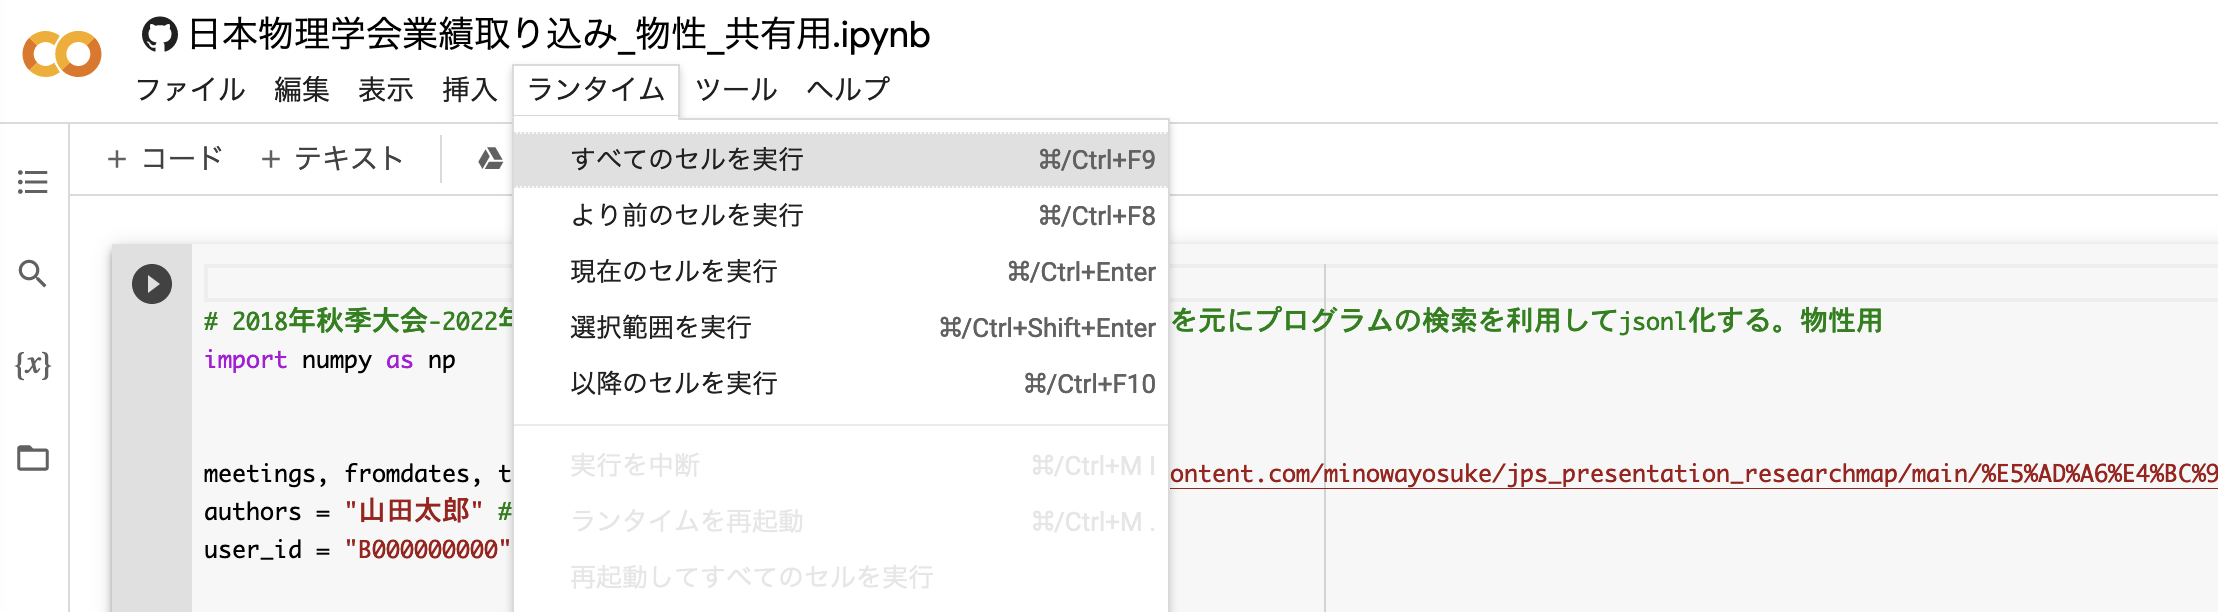 日本物理学会業績取り込み_物性_共有用.ipynb
ファイル 編集 表示 挿入 ランタイム ツール ヘルプ
+ コード + テキスト
すべてのセルを実行 ⌘/Ctrl+F9
より前のセルを実行 ⌘/Ctrl+F8
現在のセルを実行 ⌘/Ctrl+Enter
選択範囲を実行 ⌘/Ctrl+Shift+Enter
以降のセルを実行 ⌘/Ctrl+F10
実行を中断 ⌘/Ctrl+M I
ランタイムを再起動 ⌘/Ctrl+M .
再起動してすべてのセルを実行
{x}
# 2018年秋季大会-2022年 を元にプログラムの検索を利用してjsonl化する。物性用
import numpy as np
meetings, fromdates, t ontent.com/minowayosuke/jps_presentation_researchmap/main/%E5%AD%A6%E4%BC%9
authors = "山田太郎" #
user_id = "B000000000"